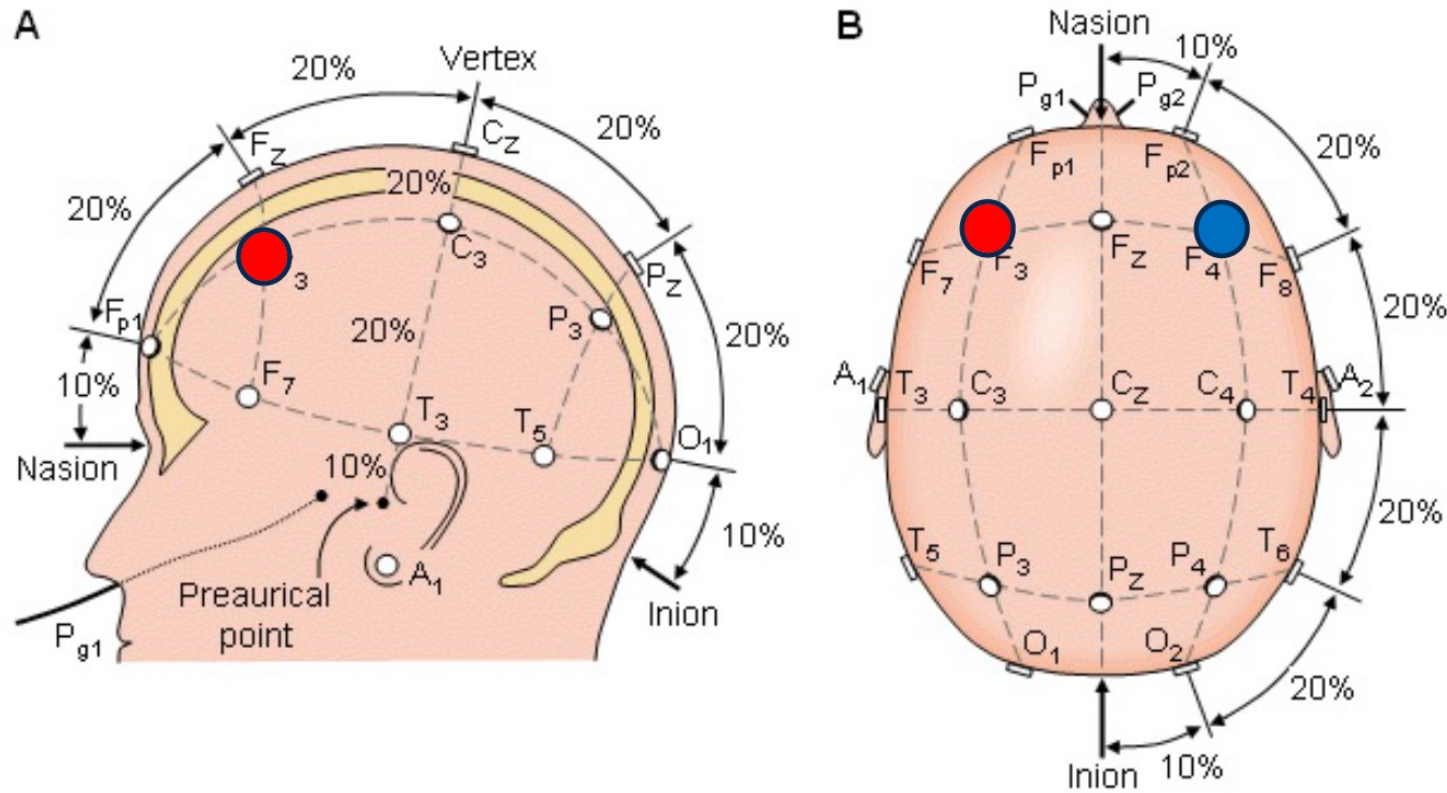 A
Vertex
20%
20%
Cz
Fz
20%
20%
20%
C3
3
Pz
Fp1
P3
20%
20%
10%
F7
T3
T5
O1
Nasion
10%
10%
A1
Preaurical
point
Inion
Pg1
B
Nasion
10%
Pg1
Pg2
20%
Fp1
Fp2
F7
F3
Fz
F4
F8
20%
A1
T3
C3
Cz
C4
T4
A2
20%
T5
P3
Pz
P4
T6
O1
O2
20%
Inion
10%